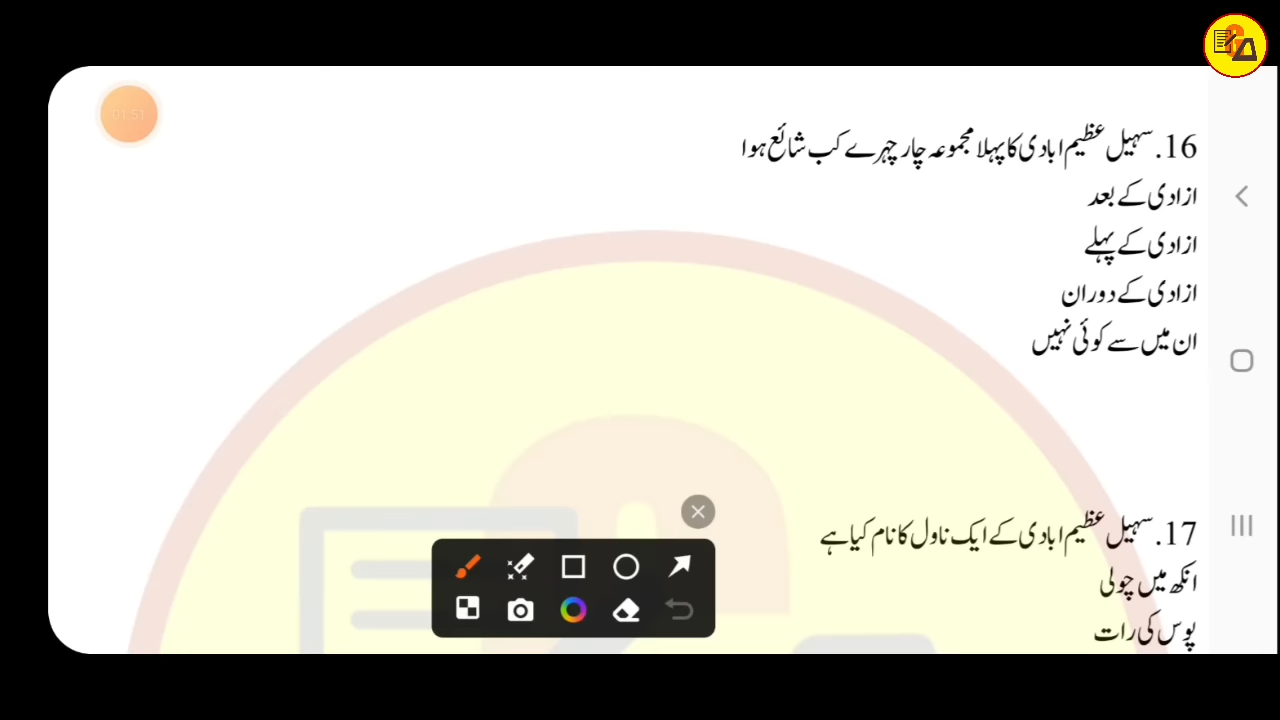 01:51
16. سہیل عظیم ابادی کا پہلا مجموعہ چار چہرے کب شائع ہوا
ازادی کے بعد
ازادی کے پہلے
ازادی کے دوران
ان میں سے کوئی نہیں
17. سہیل عظیم ابادی کے ایک ناول کا نام کیا ہے
انکھ میں چولی
پوس کی رات